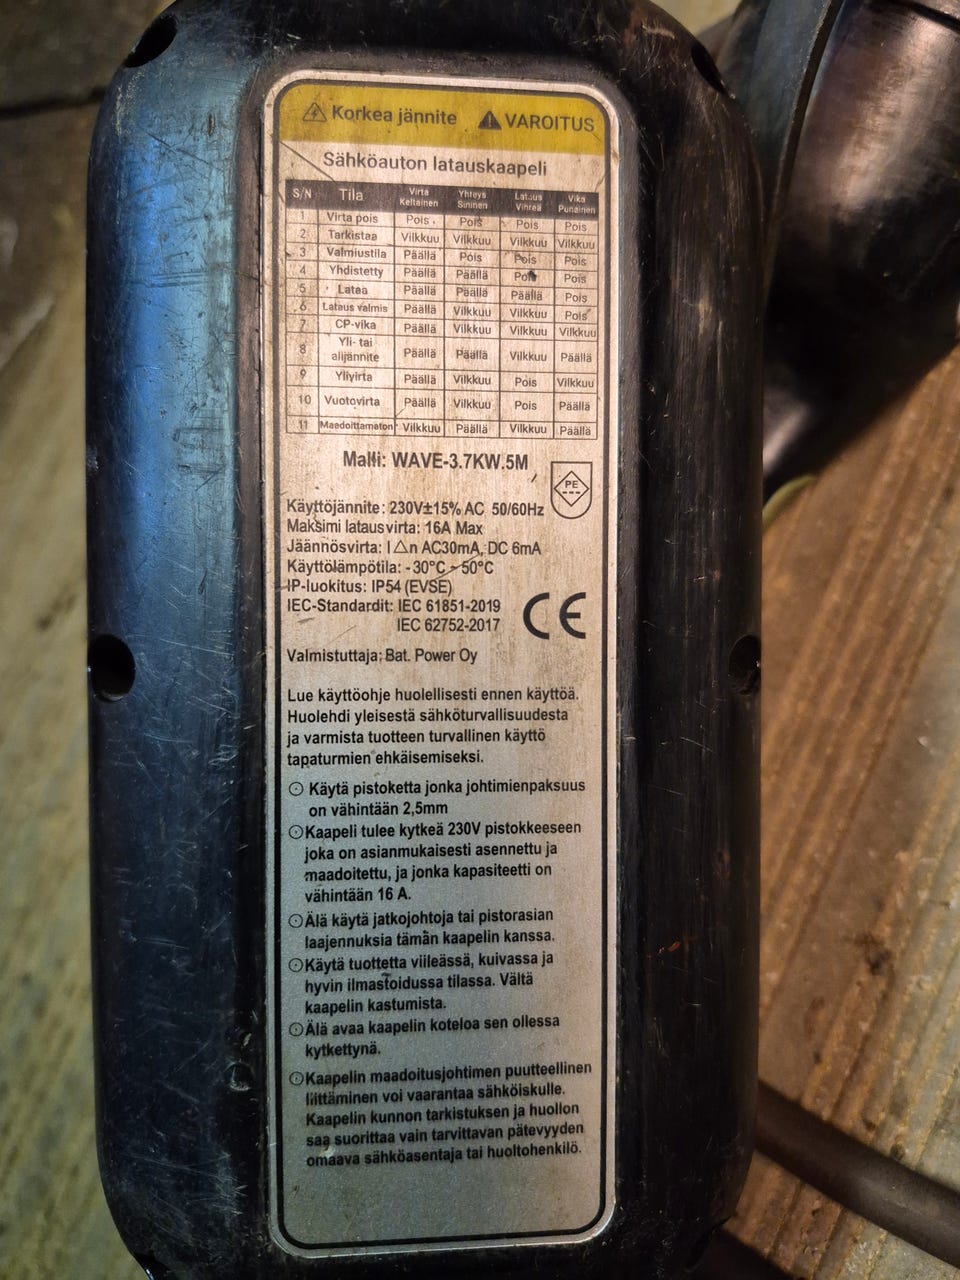 Korkea jännite VAROITUS
Sähköauton latauskaapeli
S/N Tila Virta Keltainen Yhteys Sininen Lataus Vihreä Vika Punainen
1 Virta pois Pois Pois Pois Pois
2 Tarkistaa Vilkkuu Vilkkuu Vilkkuu Vilkkuu
3 Valmiustila Päällä Pois Pois Pois
4 Yhdistetty Päällä Päällä Pois Pois
5 Lataa Päällä Päällä Päällä Pois
6 Lataus valmis Päällä Vilkkuu Vilkkuu Pois
7 CP-vika Päällä Vilkkuu Vilkkuu Vilkkuu
8 Yli- tai alijännite Päällä Päällä Vilkkuu Päällä
9 Yliyirta Päällä Vilkkuu Pois Vilkkuu
10 Vuotovirta Päällä Vilkkuu Pois Päällä
11 Maadoittamaton Vilkkuu Päällä Vilkkuu Päällä
Malli: WAVE-3.7KW.5M
PE
Käyttöjännite: 230V±15% AC 50/60Hz
Maksimi latausvirta: 16A Max
Jäännösvirta: I△n AC30mA, DC 6mA
Käyttölämpötila: -30°C ~ 50°C
IP-luokitus: IP54 (EVSE)
IEC-Standardit: IEC 61851-2019
IEC 62752-2017
CE
Valmistuttaja: Bat. Power Oy
Lue käyttöohje huolellisesti ennen käyttöä.
Huolehdi yleisestä sähköturvallisuudesta
ja varmista tuotteen turvallinen käyttö
tapaturmien ehkäisemiseksi.
Käytä pistoketta jonka johtimienpaksuus
on vähintään 2,5mm
Kaapeli tulee kytkeä 230V pistokkeeseen
joka on asianmukaisesti asennettu ja
maadoitettu, ja jonka kapasiteetti on
vähintään 16 A.
Älä käytä jatkojohtoja tai pistorasian
laajennuksia tämän kaapelin kanssa.
Käytä tuottetta viileässä, kuivassa ja
hyvin ilmastoidussa tilassa. Vältä
kaapelin kastumista.
Älä avaa kaapelin koteloa sen ollessa
kytkettynä.
Kaapelin maadoitusjohtimen puutteellinen
liittäminen voi vaarantaa sähköiskulle.
Kaapelin kunnon tarkistuksen ja huollon
saa suorittaa vain tarvittavan pätevyyden
omaava sähköasentaja tai huoltohenkilö.